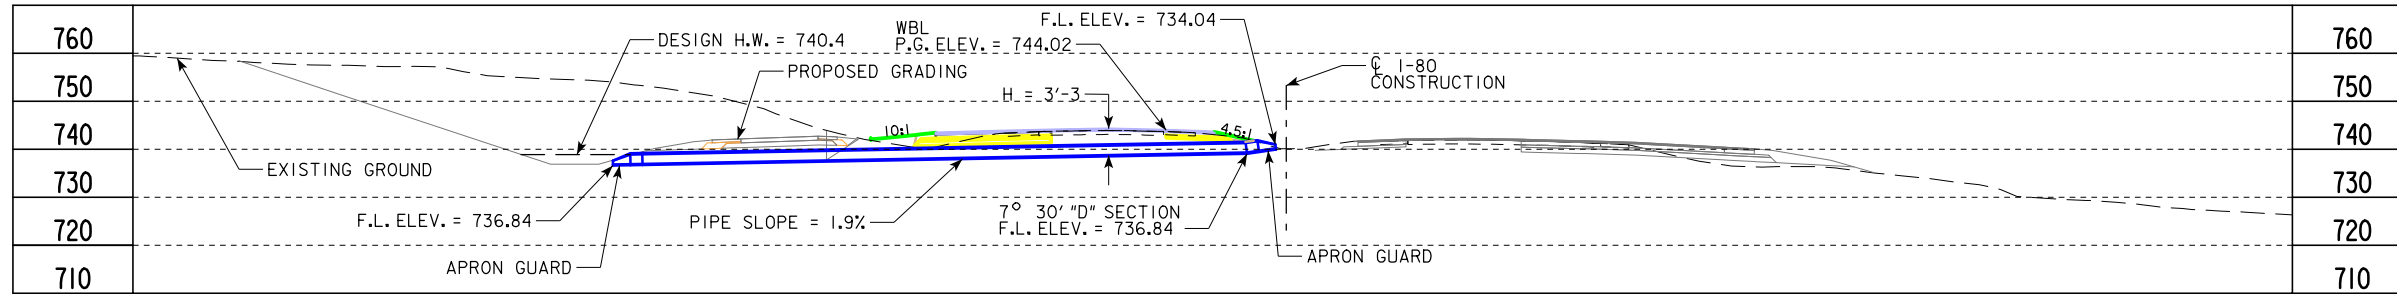 760
750
740
730
720
710
F.L. ELEV. = 734.04
WBL
P.G. ELEV. = 744.02
DESIGN H.W. = 740.4
PROPOSED GRADING
H = 3'-3
℄ I-80
CONSTRUCTION
10:1
4.5:1
EXISTING GROUND
F.L. ELEV. = 736.84
PIPE SLOPE = 1.9%
7° 30' "D" SECTION
F.L. ELEV. = 736.84
APRON GUARD
APRON GUARD
760
750
740
730
720
710